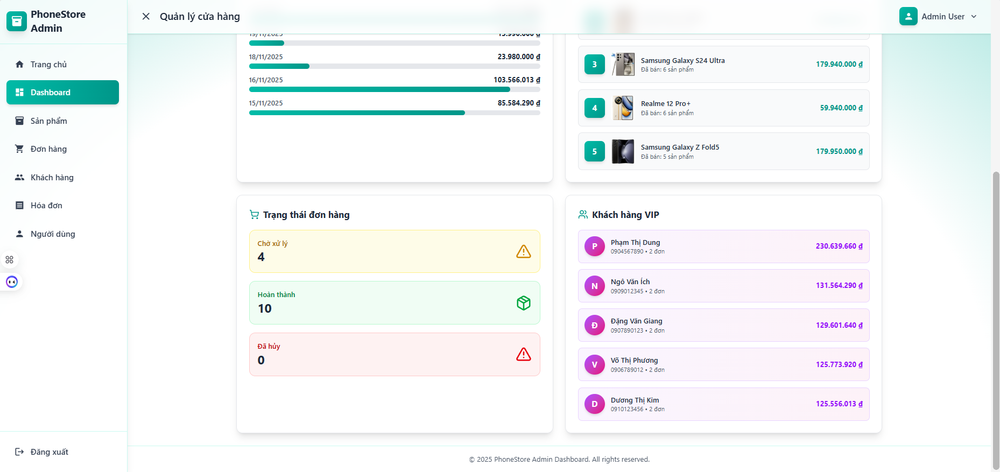 PhoneStore
Admin
Trang chủ
Dashboard
Sản phẩm
Đơn hàng
Khách hàng
Hóa đơn
Người dùng
Đăng xuất
Quản lý cửa hàng
Admin User
19/11/2025
13.990.000 ₫
18/11/2025
23.980.000 ₫
16/11/2025
103.566.013 ₫
15/11/2025
85.584.290 ₫
3
Samsung Galaxy S24 Ultra
Đã bán: 6 sản phẩm
179.940.000 ₫
4
Realme 12 Pro+
Đã bán: 6 sản phẩm
59.940.000 ₫
5
Samsung Galaxy Z Fold5
Đã bán: 5 sản phẩm
179.950.000 ₫
Trạng thái đơn hàng
Chờ xử lý
4
Hoàn thành
10
Đã hủy
0
Khách hàng VIP
P
Phạm Thị Dung
0904567890 • 2 đơn
230.639.660 ₫
N
Ngô Văn Ích
0909012345 • 2 đơn
131.564.290 ₫
Đ
Đặng Văn Giang
0907890123 • 2 đơn
129.601.640 ₫
V
Võ Thị Phương
0906789012 • 2 đơn
125.773.920 ₫
D
Dương Thị Kim
0910123456 • 2 đơn
125.556.013 ₫
© 2025 PhoneStore Admin Dashboard. All rights reserved.